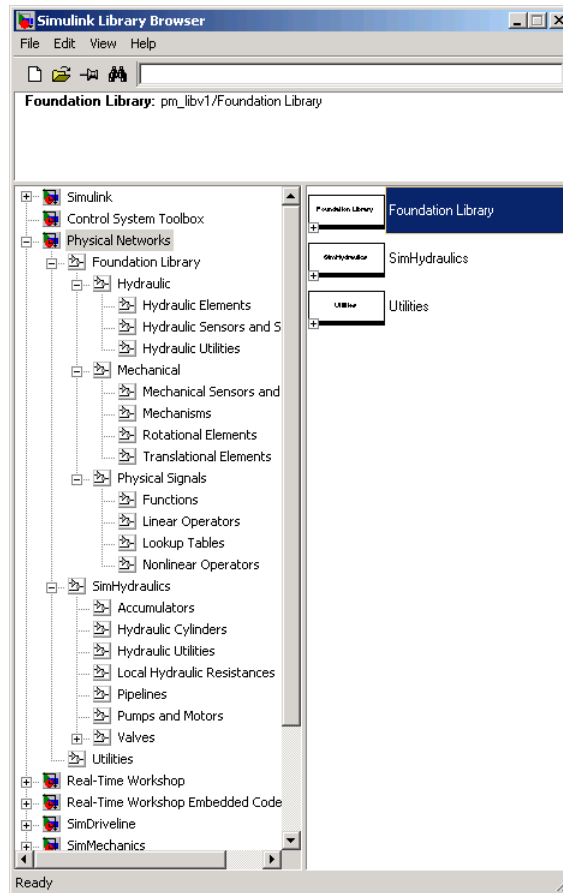 Simulink Library Browser
File Edit View Help
Foundation Library: pm_libv1/Foundation Library
Simulink
Control System Toolbox
Physical Networks
Foundation Library
Hydraulic
Hydraulic Elements
Hydraulic Sensors and S
Hydraulic Utilities
Mechanical
Mechanical Sensors and
Mechanisms
Rotational Elements
Translational Elements
Physical Signals
Functions
Linear Operators
Lookup Tables
Nonlinear Operators
SimHydraulics
Accumulators
Hydraulic Cylinders
Hydraulic Utilities
Local Hydraulic Resistances
Pipelines
Pumps and Motors
Valves
Utilities
Real-Time Workshop
Real-Time Workshop Embedded Code
SimDriveline
SimMechanics
Foundation Library Foundation Library
SimHydraulics SimHydraulics
Utilities Utilities
Ready